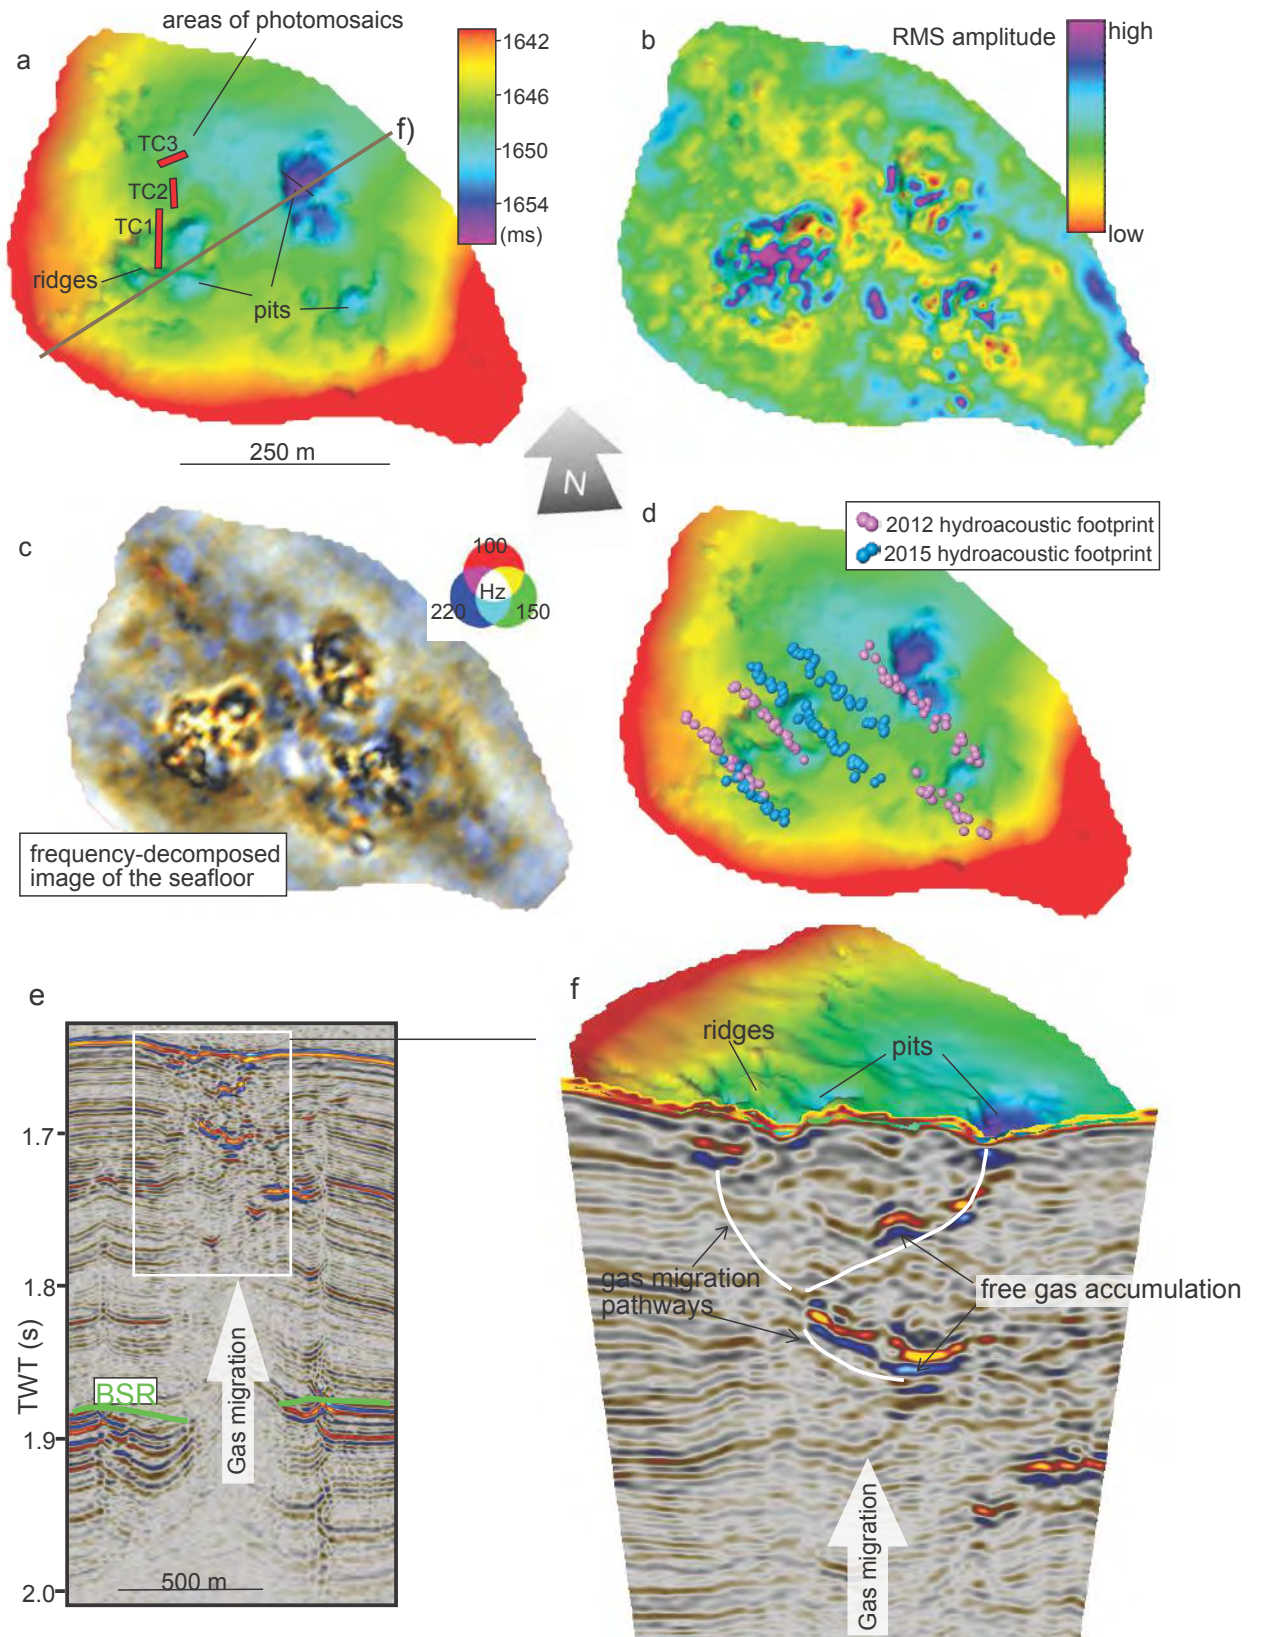 areas of photomosaics
a
1642
1646
1650
1654
(ms)
f)
TC3
TC2
TC1
ridges
pits
250 m
b
RMS amplitude
high
low
N
c
100
Hz
220
150
frequency-decomposed
image of the seafloor
d
2012 hydroacoustic footprint
2015 hydroacoustic footprint
e
1.7
1.8
1.9
2.0
TWT (s)
BSR
Gas migration
500 m
f
ridges
pits
gas migration
pathways
free gas accumulation
Gas migration